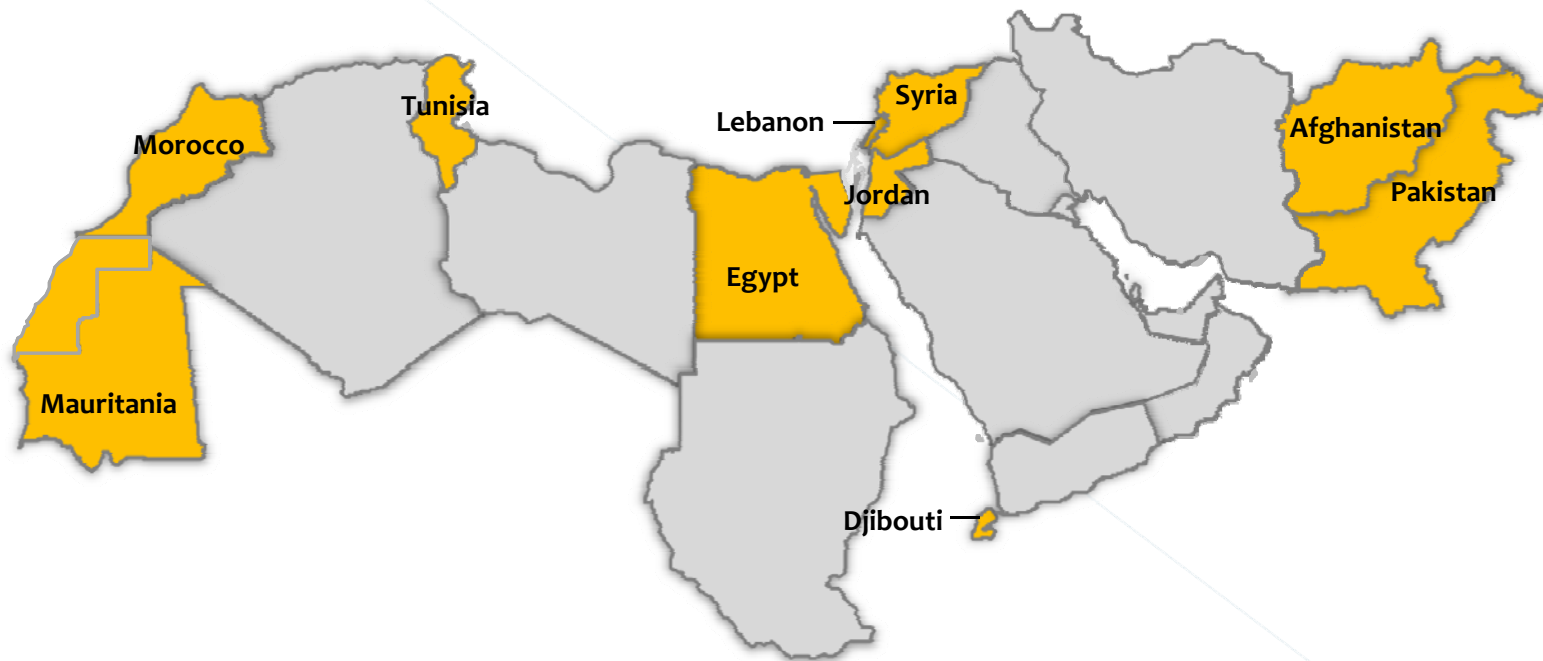 Syria
Tunisia
Lebanon
Afghanistan
Morocco
Jordan
Pakistan
Egypt
Mauritania
Djibouti